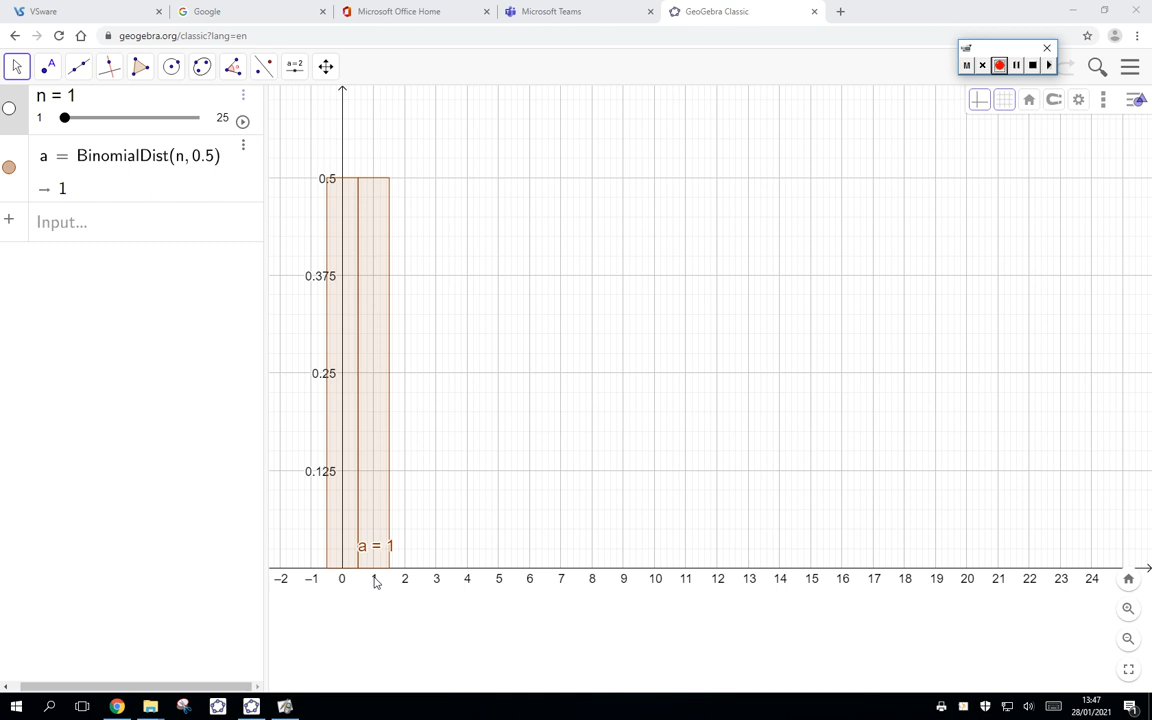 VSware
Google
Microsoft Office Home
Microsoft Teams
GeoGebra Classic
geogebra.org/classic?lang=en
a=2
M
n = 1
1
25
a = BinomialDist(n, 0.5)
→ 1
Input...
0.5
0.375
0.25
0.125
a = 1
−2 −1 0 1 2 3 4 5 6 7 8 9 10 11 12 13 14 15 16 17 18 19 20 21 22 23 24
13:47
28/01/2021
1